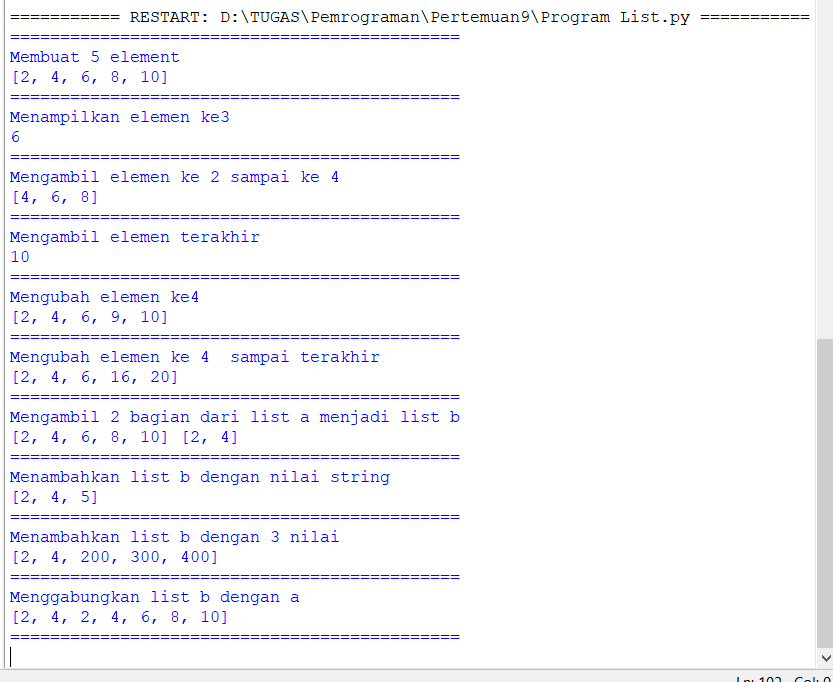 =========== RESTART: D:\TUGAS\Pemrograman\Pertemuan9\Program List.py ===========
=============================================
Membuat 5 element
[2, 4, 6, 8, 10]
=============================================
Menampilkan elemen ke3
6
=============================================
Mengambil elemen ke 2 sampai ke 4
[4, 6, 8]
=============================================
Mengambil elemen terakhir
10
=============================================
Mengubah elemen ke4
[2, 4, 6, 9, 10]
=============================================
Mengubah elemen ke 4  sampai terakhir
[2, 4, 6, 16, 20]
=============================================
Mengambil 2 bagian dari list a menjadi list b
[2, 4, 6, 8, 10] [2, 4]
=============================================
Menambahkan list b dengan nilai string
[2, 4, 5]
=============================================
Menambahkan list b dengan 3 nilai
[2, 4, 200, 300, 400]
=============================================
Menggabungkan list b dengan a
[2, 4, 2, 4, 6, 8, 10]
=============================================
Ln: 102 Col: 0